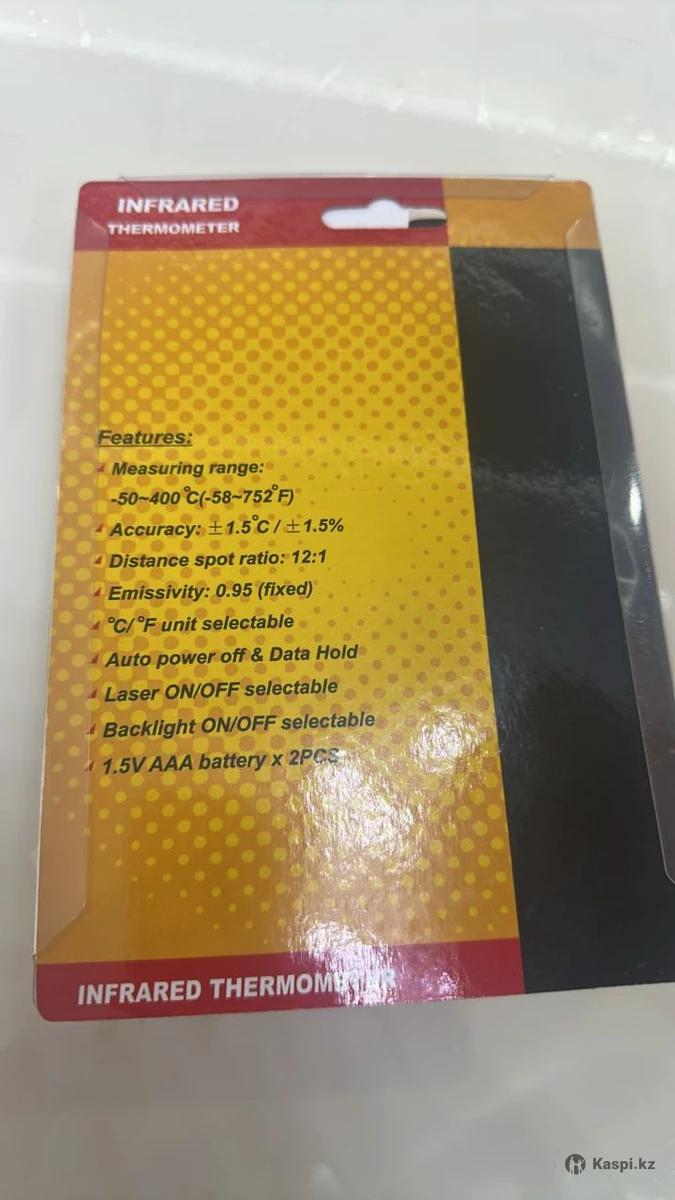 INFRARED
THERMOMETER
Features:
Measuring range:
-50~400°C(-58~752°F)
Accuracy: ±1.5°C / ±1.5%
Distance spot ratio: 12:1
Emissivity: 0.95 (fixed)
°C/°F unit selectable
Auto power off & Data Hold
Laser ON/OFF selectable
Backlight ON/OFF selectable
1.5V AAA battery x 2PCS
INFRARED THERMOMETER
Kaspi.kz